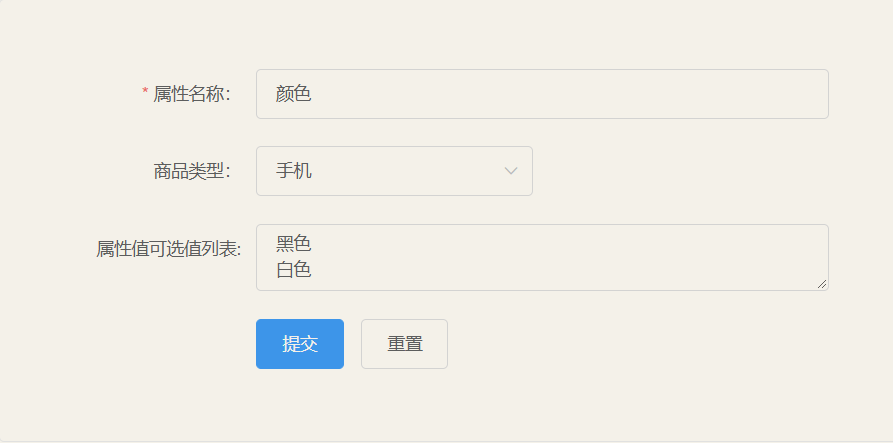 * 属性名称：
颜色
商品类型：
手机
属性值可选值列表:
黑色
白色
提交
重置